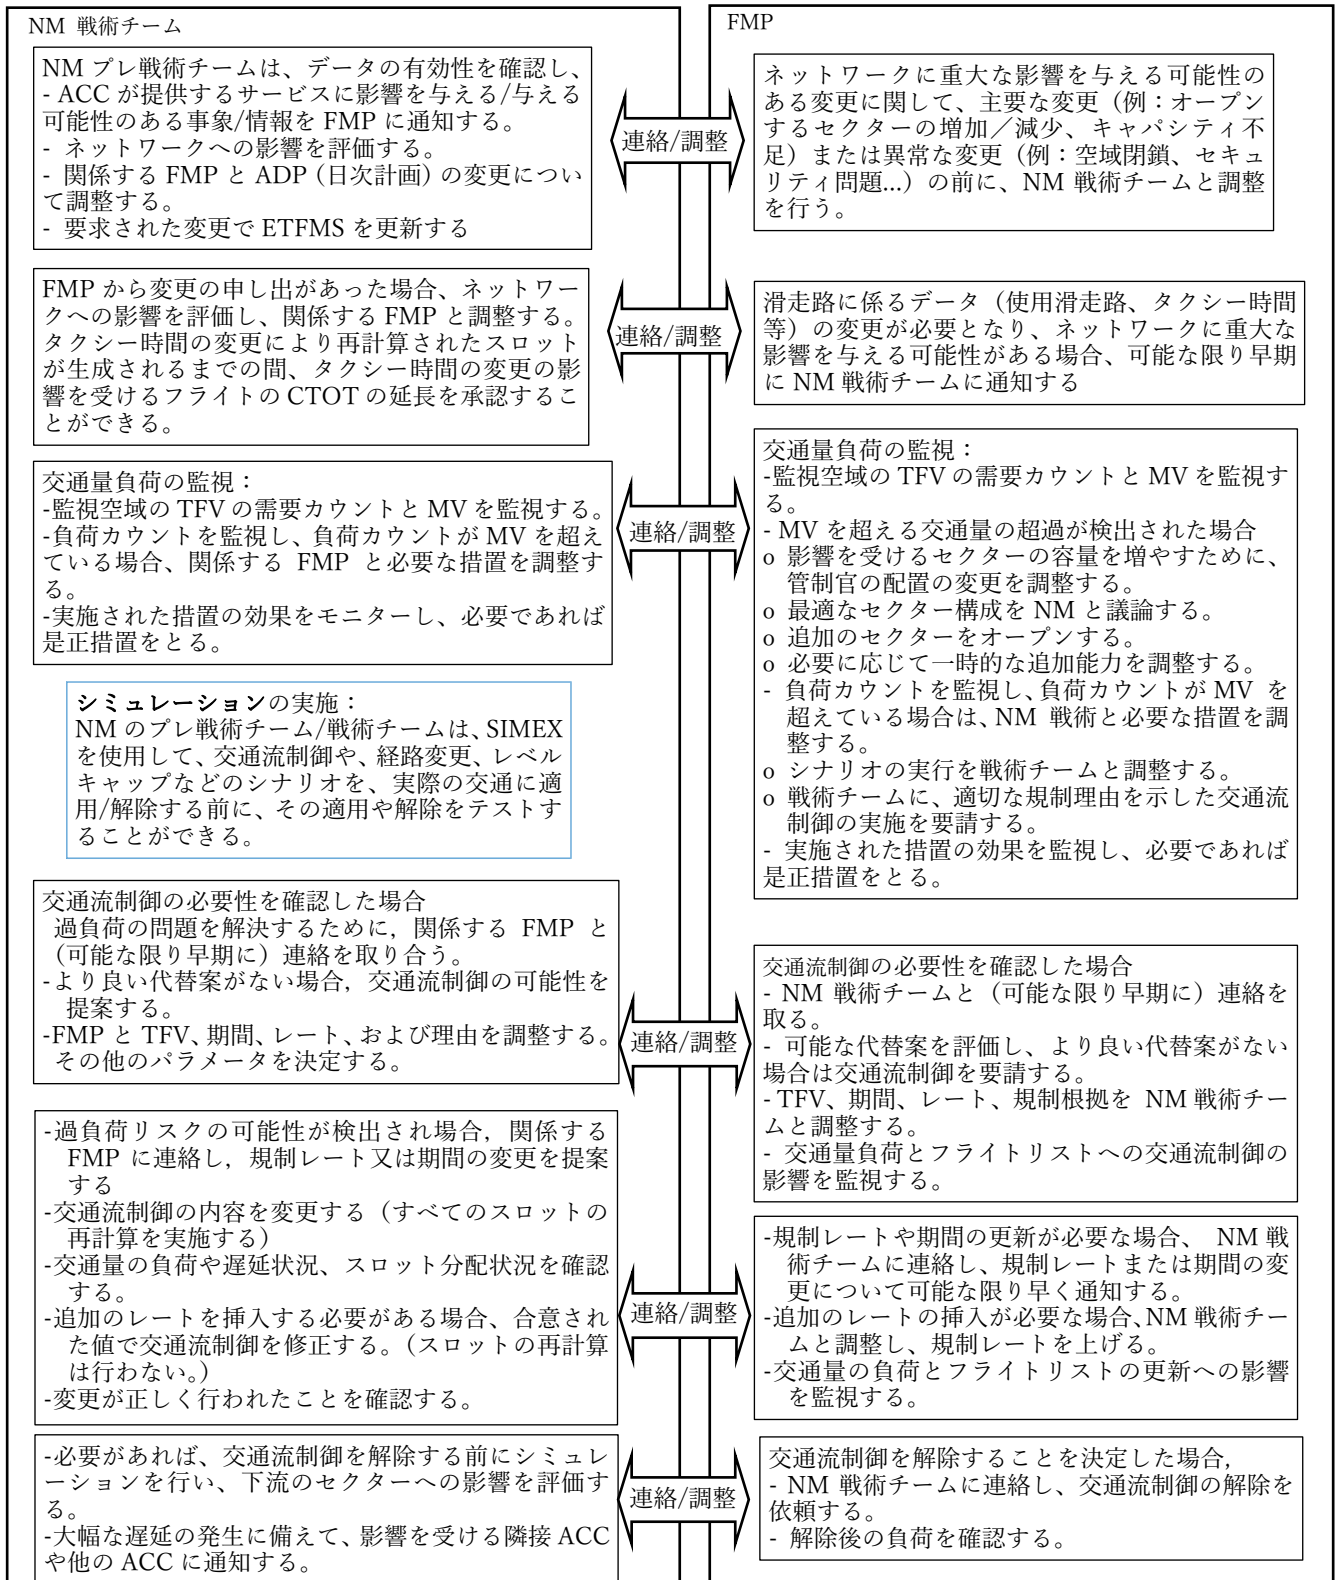 NM 戦術チーム
NM プレ戦術チームは、データの有効性を確認し、
- ACC が提供するサービスに影響を与える/与える
可能性のある事象/情報を FMP に通知する。
- ネットワークへの影響を評価する。
- 関係する FMP と ADP（日次計画）の変更につい
て調整する。
- 要求された変更で ETFMS を更新する
連絡/調整
FMP
ネットワークに重大な影響を与える可能性の
ある変更に関して、主要な変更（例：オープン
するセクターの増加／減少、キャパシティ不
足）または異常な変更（例：空域閉鎖、セキュ
リティ問題...）の前に、NM 戦術チームと調整
を行う。
FMP から変更の申し出があった場合、ネットワー
クへの影響を評価し、関係する FMP と調整する。
タクシー時間の変更により再計算されたスロット
が生成されるまでの間、タクシー時間の変更の影
響を受けるフライトの CTOT の延長を承認するこ
とができる。
連絡/調整
滑走路に係るデータ（使用滑走路、タクシー時間
等）の変更が必要となり、ネットワークに重大な
影響を与える可能性がある場合、可能な限り早期
に NM 戦術チームに通知する
交通量負荷の監視：
-監視空域の TFV の需要カウントと MV を監視する。
-負荷カウントを監視し、負荷カウントが MV を超え
ている場合、関係する FMP と必要な措置を調整す
る。
-実施された措置の効果をモニターし、必要であれば
是正措置をとる。
連絡/調整
交通量負荷の監視：
-監視空域の TFV の需要カウントと MV を監視す
る。
- MV を超える交通量の超過が検出された場合
o 影響を受けるセクターの容量を増やすために、
管制官の配置の変更を調整する。
o 最適なセクター構成を NM と議論する。
o 追加のセクターをオープンする。
o 必要に応じて一時的な追加能力を調整する。
- 負荷カウントを監視し、負荷カウントが MV を
超えている場合は、NM 戦術と必要な措置を調
整する。
o シナリオの実行を戦術チームと調整する。
o 戦術チームに、適切な規制理由を示した交通流
制御の実施を要請する。
- 実施された措置の効果を監視し、必要であれば
是正措置をとる。
シミュレーションの実施：
NM のプレ戦術チーム/戦術チームは、SIMEX
を使用して、交通流制御や、経路変更、レベル
キャップなどのシナリオを、実際の交通に適
用/解除する前に、その適用や解除をテストす
ることができる。
交通流制御の必要性を確認した場合
過負荷の問題を解決するために，関係する FMP と
（可能な限り早期に）連絡を取り合う。
-より良い代替案がない場合，交通流制御の可能性を
提案する。
-FMP と TFV、期間、レート、および理由を調整する。
その他のパラメータを決定する。
連絡/調整
交通流制御の必要性を確認した場合
- NM 戦術チームと（可能な限り早期に）連絡を
取る。
- 可能な代替案を評価し、より良い代替案がない
場合は交通流制御を要請する。
- TFV、期間、レート、規制根拠を NM 戦術チー
ムと調整する。
- 交通量負荷とフライトリストへの交通流制御の
影響を監視する。
-過負荷リスクの可能性が検出され場合，関係する
FMP に連絡し，規制レート又は期間の変更を提案
する
-交通流制御の内容を変更する（すべてのスロットの
再計算を実施する）
-交通量の負荷や遅延状況、スロット分配状況を確認
する。
-追加のレートを挿入する必要がある場合、合意され
た値で交通流制御を修正する。（スロットの再計算
は行わない。）
-変更が正しく行われたことを確認する。
連絡/調整
-規制レートや期間の更新が必要な場合、 NM 戦
術チームに連絡し、規制レートまたは期間の変
更について可能な限り早く通知する。
-追加のレートの挿入が必要な場合、NM 戦術チー
ムと調整し、規制レートを上げる。
-交通量の負荷とフライトリストの更新への影響
を監視する。
-必要があれば、交通流制御を解除する前にシミュレ
ーションを行い、下流のセクターへの影響を評価す
る。
-大幅な遅延の発生に備えて、影響を受ける隣接 ACC
や他の ACC に通知する。
連絡/調整
交通流制御を解除することを決定した場合，
- NM 戦術チームに連絡し、交通流制御の解除を
依頼する。
- 解除後の負荷を確認する。